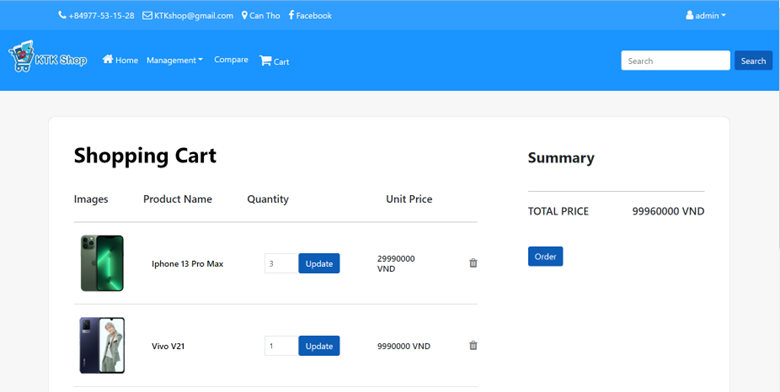 +84977-53-15-28 KTKshop@gmail.com Can Tho Facebook admin
KTK Shop Home Management Compare Cart Search Search
Shopping Cart
Summary
Images Product Name Quantity Unit Price
TOTAL PRICE 99960000 VND
Iphone 13 Pro Max 3 Update 29990000
VND
Order
Vivo V21 1 Update 9990000 VND